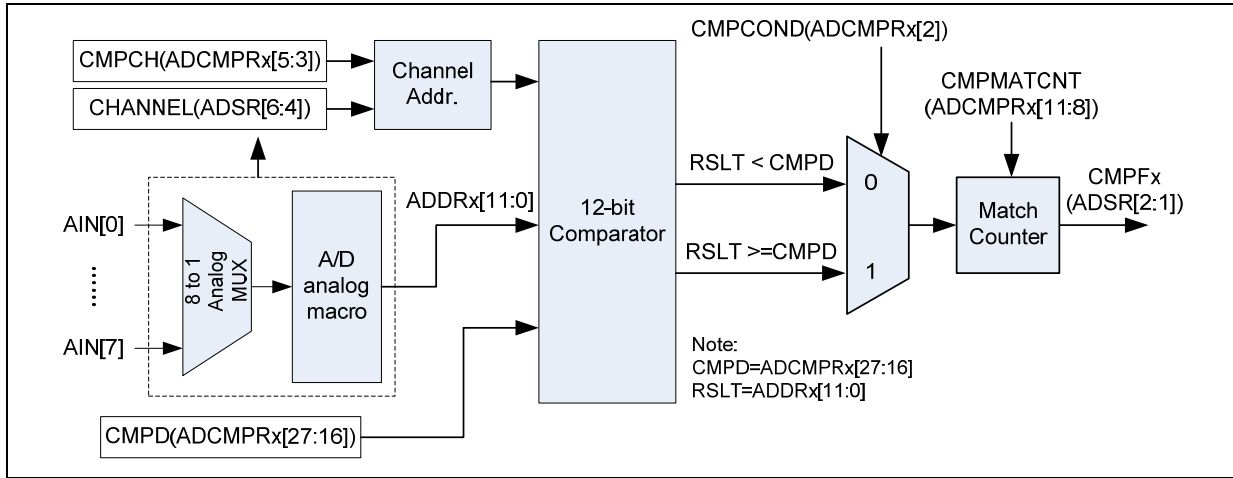 CMPCH(ADCMPRx[5:3])
CHANNEL(ADSR[6:4])
Channel
Addr.
AIN[0]
......
AIN[7]
8 to 1
Analog
MUX
A/D
analog
macro
ADDRx[11:0]
CMPD(ADCMPRx[27:16])
12-bit
Comparator
CMPCOND(ADCMPRx[2])
RSLT < CMPD
RSLT >=CMPD
0
1
CMPMATCNT
(ADCMPRx[11:8])
Match
Counter
CMPFx
(ADSR[2:1])
Note:
CMPD=ADCMPRx[27:16]
RSLT=ADDRx[11:0]